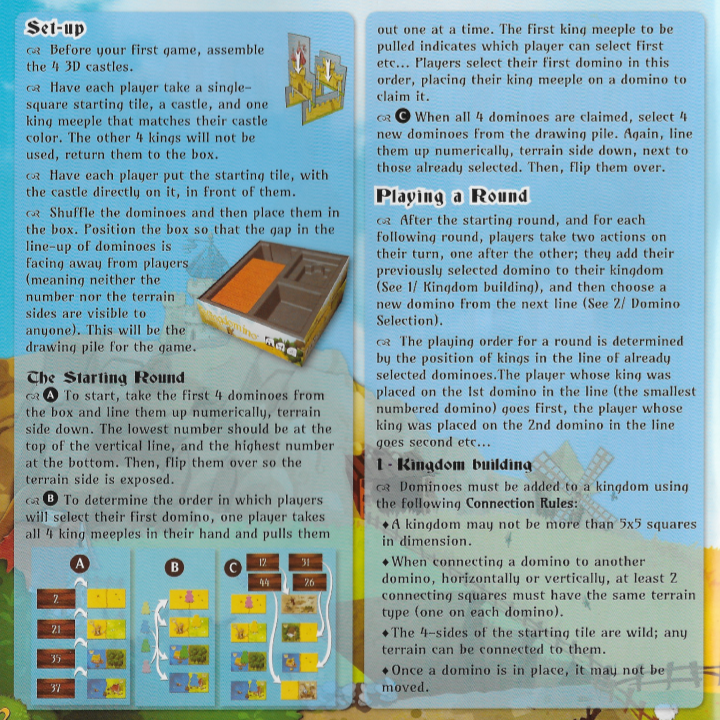 Set-up
Before your first game, assemble
the 4 3D castles.
Have each player take a single-
square starting tile, a castle, and one
king meeple that matches their castle
color. The other 4 kings will not be
used, return them to the box.
Have each player put the starting tile, with
the castle directly on it, in front of them.
Shuffle the dominoes and then place them in
the box. Position the box so that the gap in the
line-up of dominoes is
facing away from players
(meaning neither the
number nor the terrain
sides are visible to
anyone). This will be the
drawing pile for the game.
The Starting Round
A To start, take the first 4 dominoes from
the box and line them up numerically, terrain
side down. The lowest number should be at the
top of the vertical line, and the highest number
at the bottom. Then, flip them over so the
terrain side is exposed.
B To determine the order in which players
will select their first domino, one player takes
all 4 king meeples in their hand and pulls them
A
2
21
35
37
B
C
12
31
44
26
2
out one at a time. The first king meeple to be
pulled indicates which player can select first
etc... Players select their first domino in this
order, placing their king meeple on a domino to
claim it.
C When all 4 dominoes are claimed, select 4
new dominoes from the drawing pile. Again, line
them up numerically, terrain side down, next to
those already selected. Then, flip them over.
Playing a Round
After the starting round, and for each
following round, players take two actions on
their turn, one after the other; they add their
previously selected domino to their kingdom
(See 1/ Kingdom building), and then choose a
new domino from the next line (See 2/ Domino
Selection).
The playing order for a round is determined
by the position of kings in the line of already
selected dominoes.The player whose king was
placed on the 1st domino in the line (the smallest
numbered domino) goes first, the player whose
king was placed on the 2nd domino in the line
goes second etc...
1 - Kingdom building
Dominoes must be added to a kingdom using
the following Connection Rules:
♦A kingdom may not be more than 5x5 squares
in dimension.
♦When connecting a domino to another
domino, horizontally or vertically, at least 2
connecting squares must have the same terrain
type (one on each domino).
♦The 4-sides of the starting tile are wild; any
terrain can be connected to them.
♦Once a domino is in place, it may not be
moved.